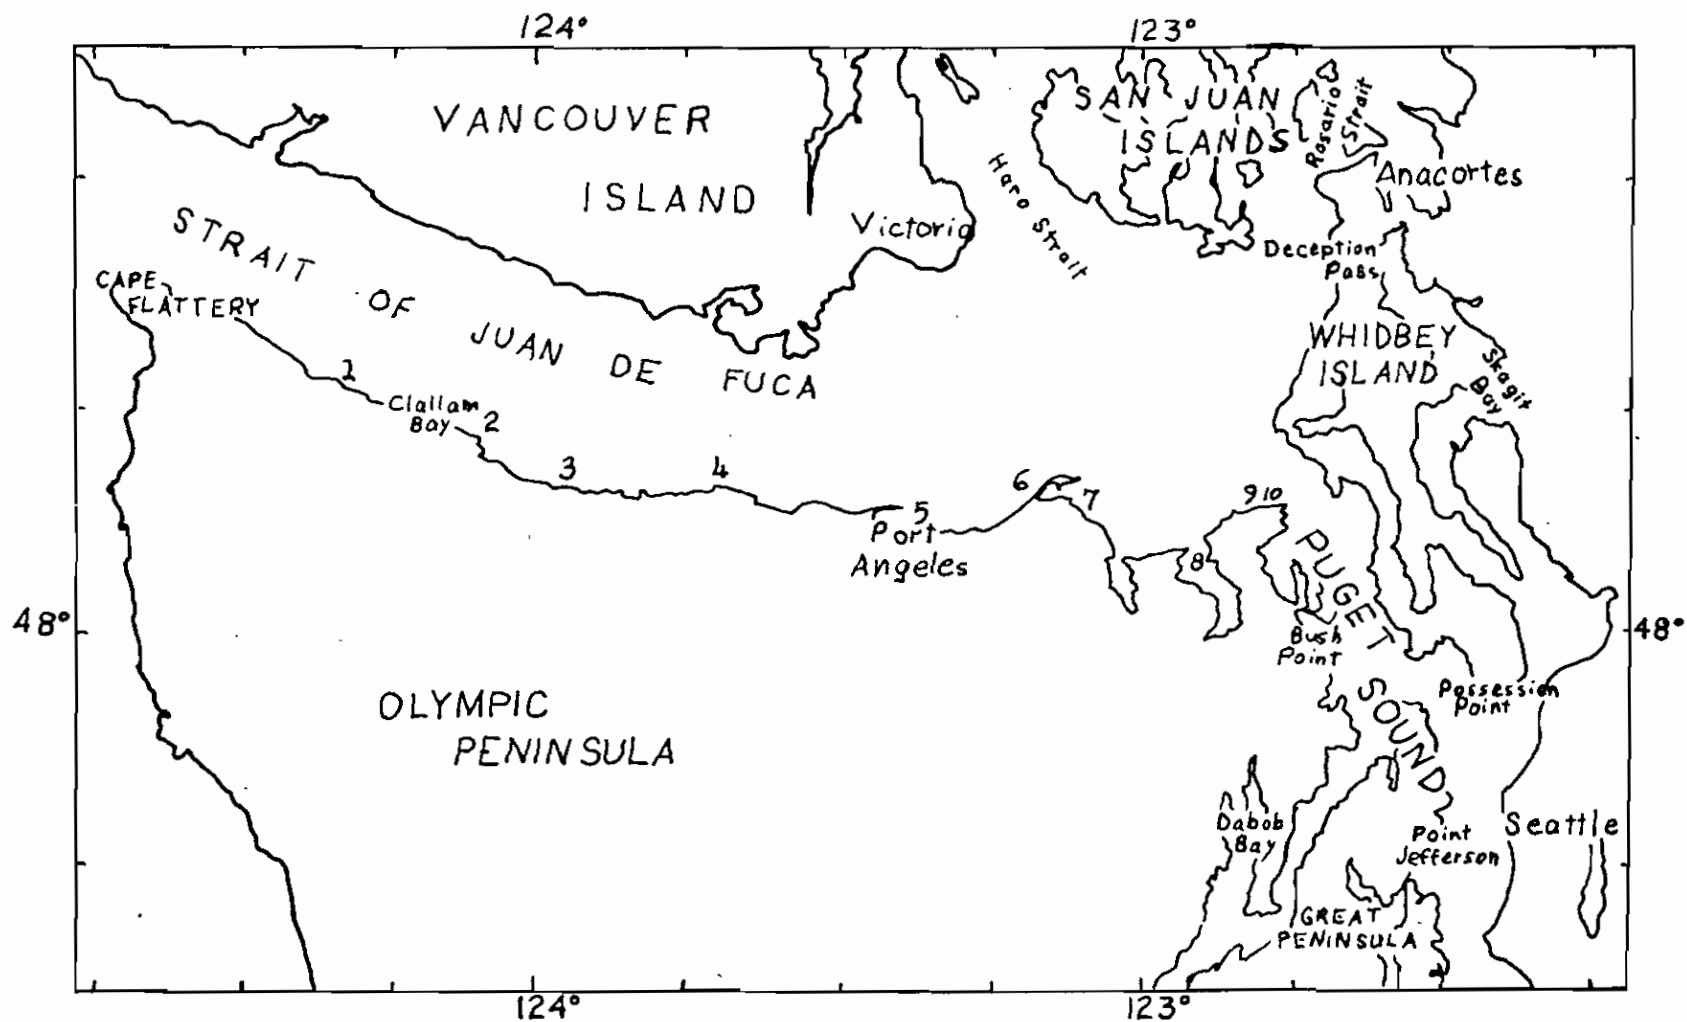 124°
123°
VANCOUVER
ISLAND
SAN JUAN
ISLANDS
Rosario
Strait
Haro Strait
Anacortes
Victoria
STRAIT OF JUAN DE FUCA
Deception
Pass
CAPE
FLATTERY
WHIDBEY
ISLAND
Skagit
Bay
1
Clallam
Bay
2
3
4
5
6
7
8
9 10
Port
Angeles
PUGET
SOUND
48°
48°
Bush
Point
Possession
Point
OLYMPIC
PENINSULA
Dabob
Bay
Point
Jefferson
Seattle
GREAT
PENINSULA
124°
123°